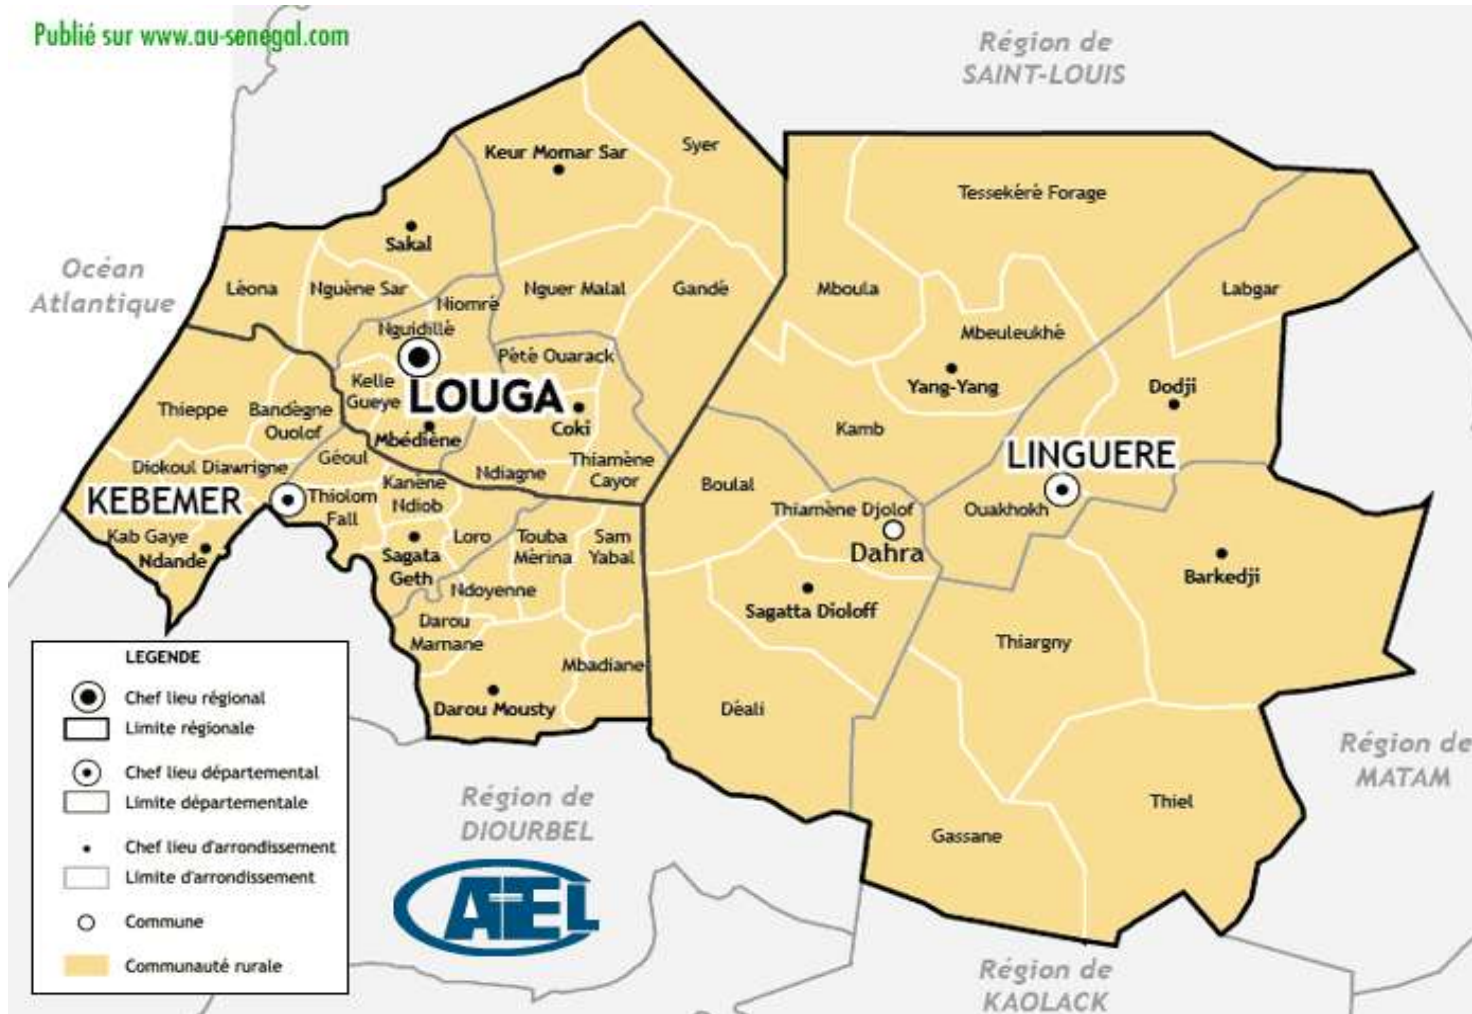 Publié sur www.au-senegal.com
Région de
SAINT-LOUIS
Océan
Atlantique
Keur Momar Sar
Syer
Tessekéré Forage
Sakal
Léona
Nguène Sar
Niomré
Nguer Malal
Gandé
Mboula
Labgar
Nguidillé
Mbeuleukhé
Pété Ouarack
Kelle
Gueye
LOUGA
Yang-Yang
Dodji
Thieppe
Bandègne
Ouolof
Mbédiène
Coki
Kamb
Géoul
LINGUERE
Diokoul Diawrigne
Ndiagne
Thiamène
Cayor
KEBEMER
Thiolom
Fall
Kanène
Ndiob
Boulal
Thiamène Djolof
Ouakhokh
Kab Gaye
Ndande
Sagata
Geth
Loro
Touba
Mérina
Sam
Yabal
Dahra
Barkedji
Ndoyenne
Sagatta Dioloff
Darou
Marnane
Thiargny
Mbadiane
Darou Mousty
Déali
Thiel
Gassane
Région de
MATAM
Région de
DIOURBEL
Région de
KAOLACK
ATEL
LEGENDE
Chef lieu régional
Limite régionale
Chef lieu départemental
Limite départementale
Chef lieu d'arrondissement
Limite d'arrondissement
Commune
Communauté rurale